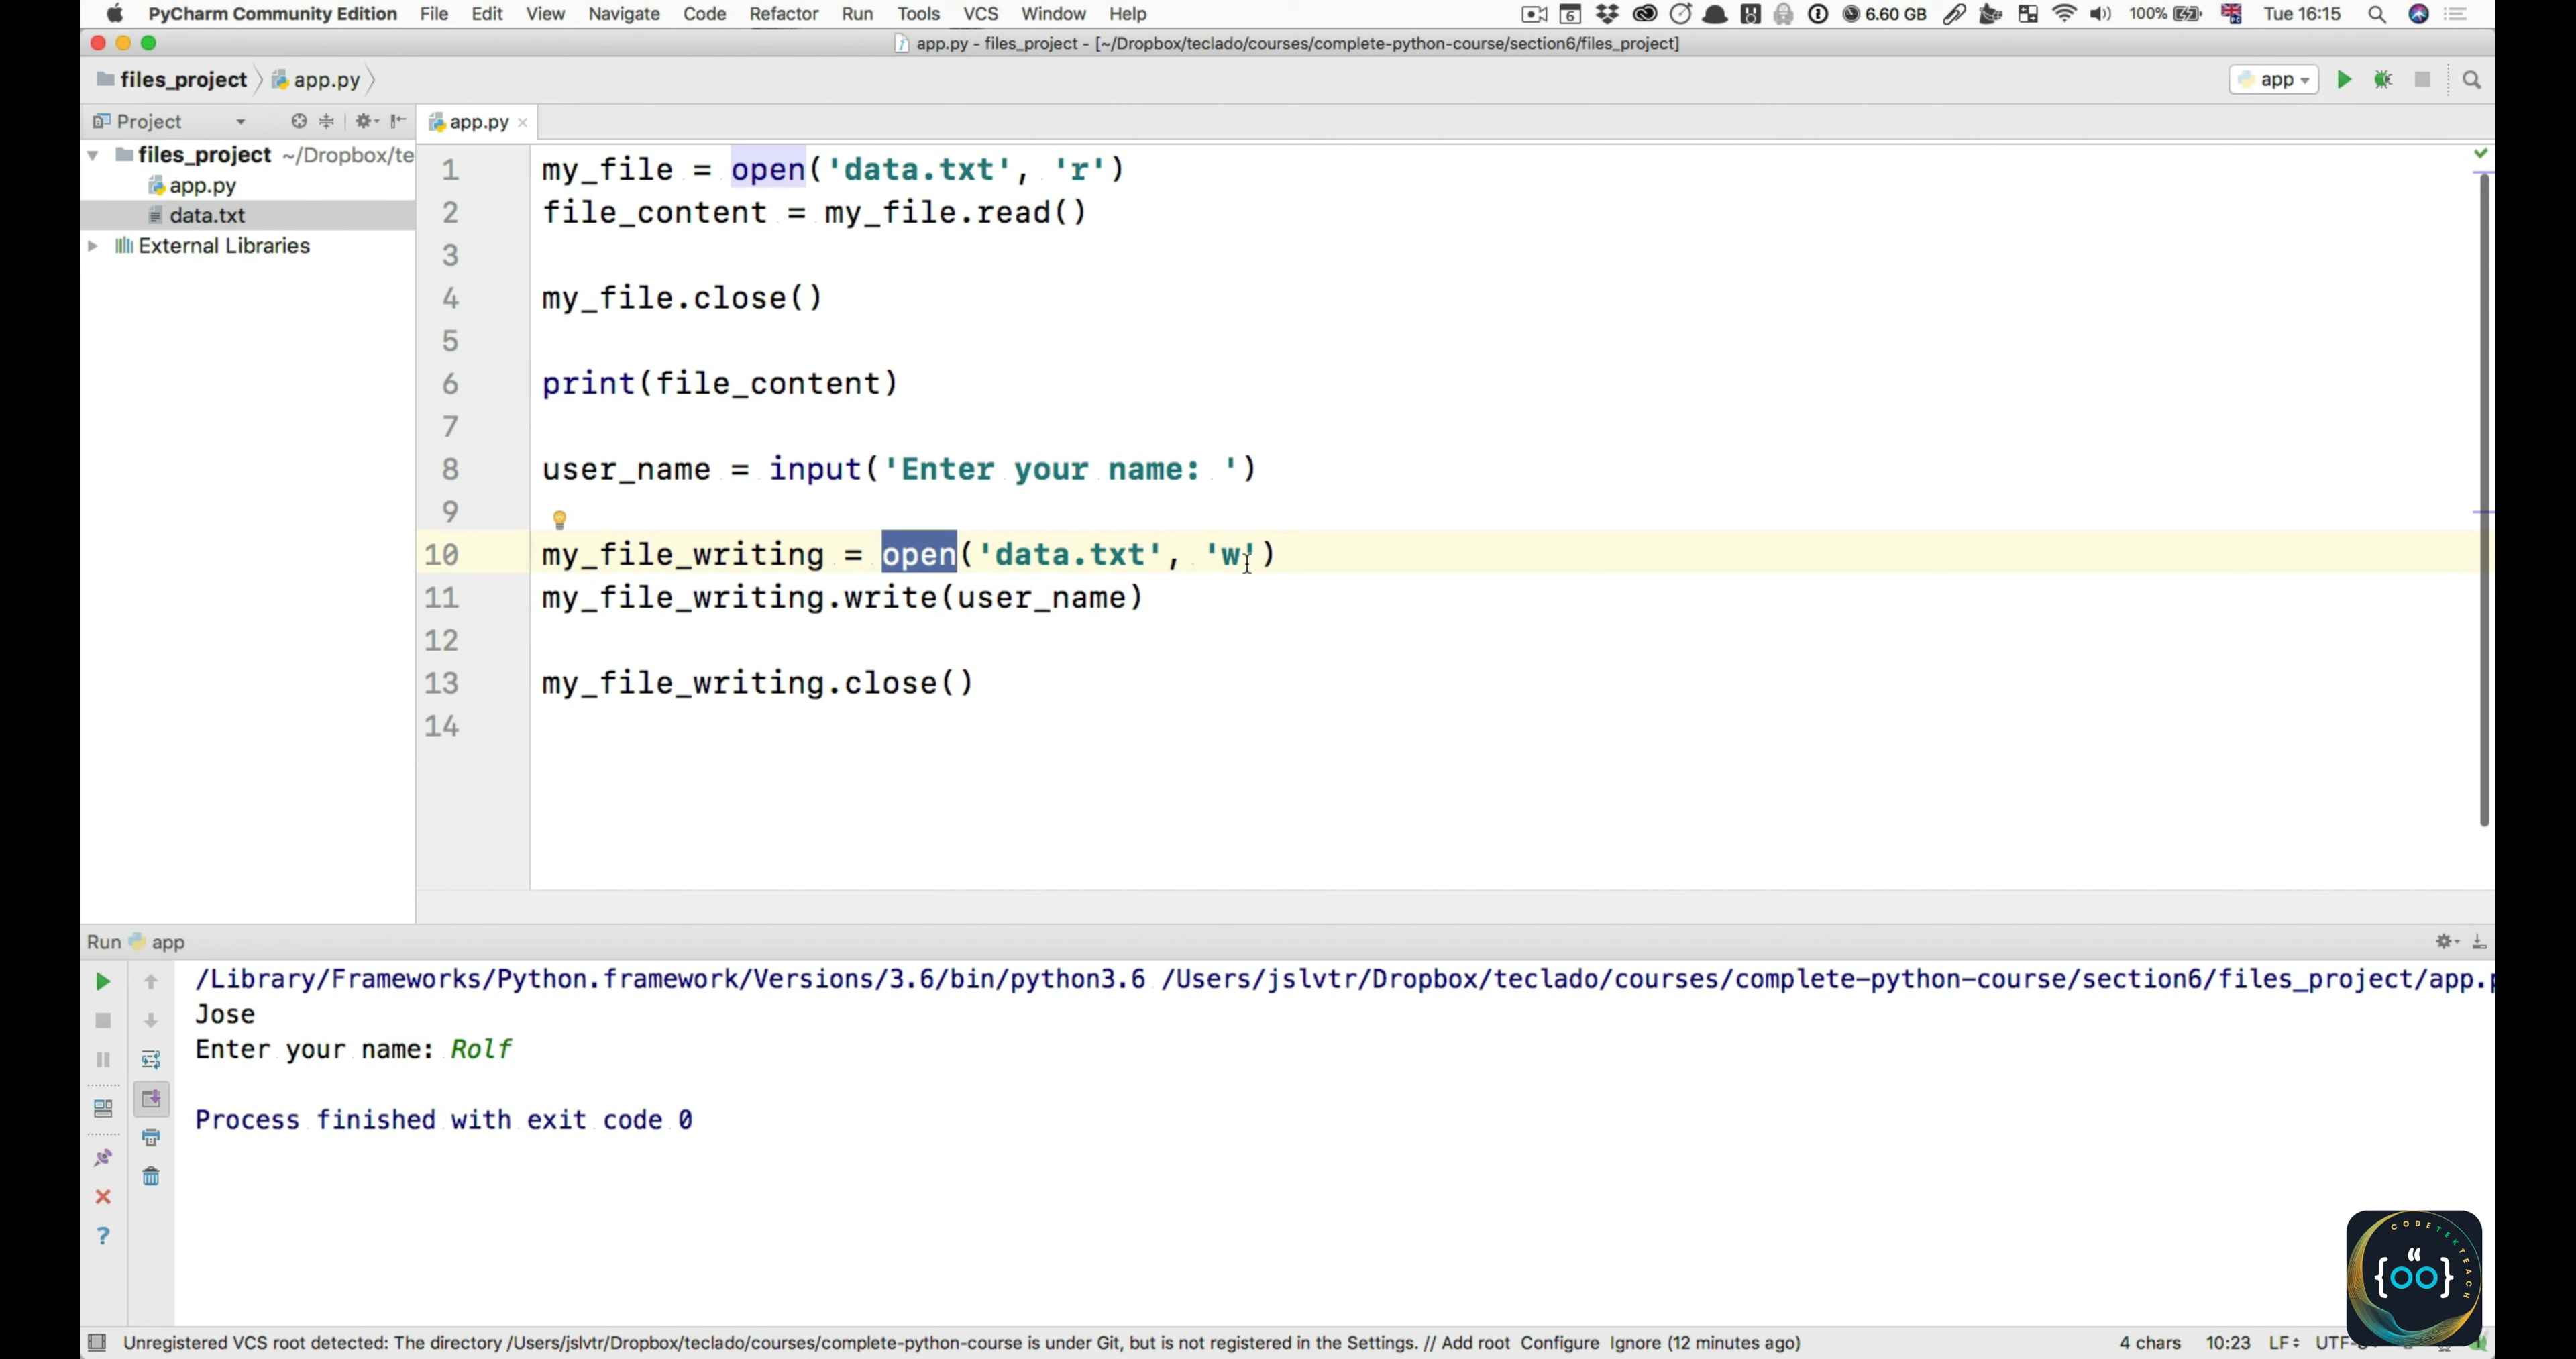 PyCharm Community Edition File Edit View Navigate Code Refactor Run Tools VCS Window Help 6 6.60 GB 100% Tue 16:15
app.py - files_project - [~/Dropbox/teclado/courses/complete-python-course/section6/files_project]
files_project app.py app
Project app.py
files_project ~/Dropbox/te
app.py
data.txt
External Libraries
1 my_file = open('data.txt', 'r')
2 file_content = my_file.read()
3
4 my_file.close()
5
6 print(file_content)
7
8 user_name = input('Enter your name: ')
9
10 my_file_writing = open('data.txt', 'w')
11 my_file_writing.write(user_name)
12
13 my_file_writing.close()
14
Run app
/Library/Frameworks/Python.framework/Versions/3.6/bin/python3.6 /Users/jslvtr/Dropbox/teclado/courses/complete-python-course/section6/files_project/app.p
Jose
Enter your name: Rolf
Process finished with exit code 0
CODETEKTEACH
Unregistered VCS root detected: The directory /Users/jslvtr/Dropbox/teclado/courses/complete-python-course is under Git, but is not registered in the Settings. // Add root Configure Ignore (12 minutes ago) 4 chars 10:23 LF UTF-